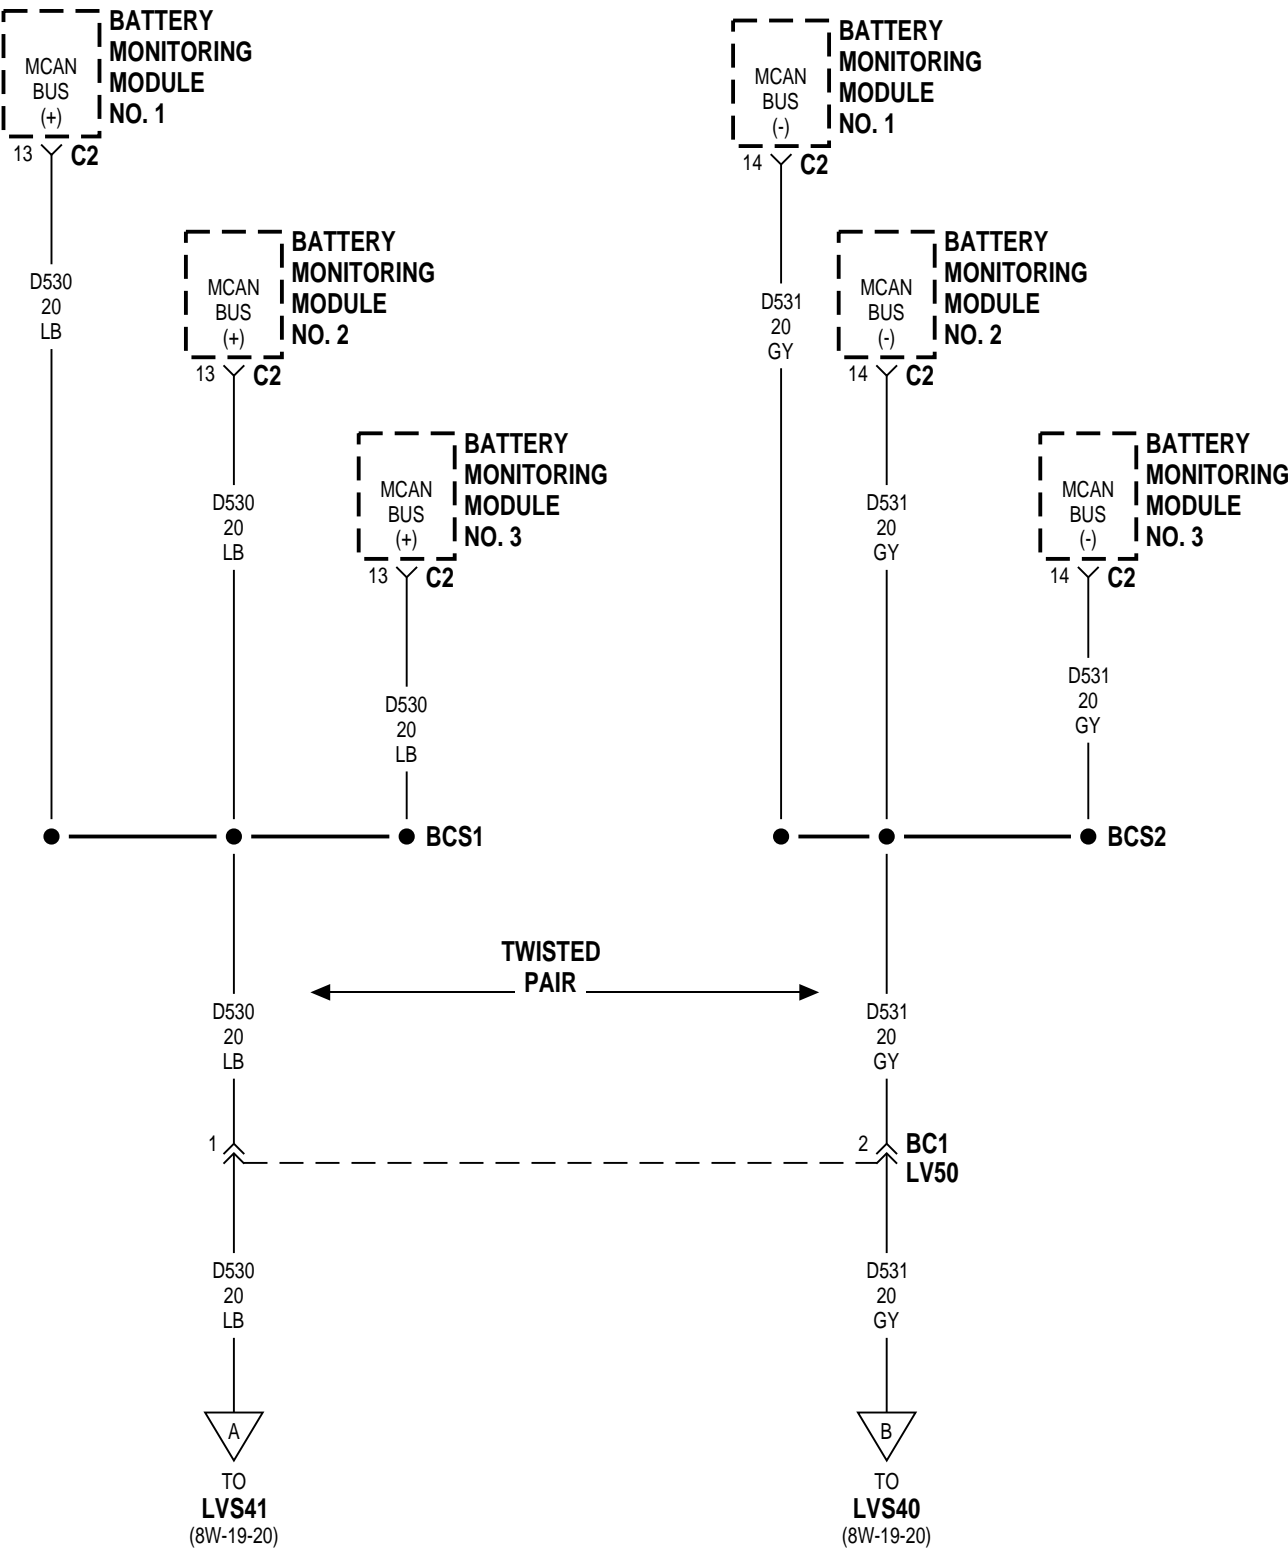 BATTERY
MONITORING
MODULE
NO. 1
MCAN
BUS
(+)
13
C2
D530
20
LB
BATTERY
MONITORING
MODULE
NO. 2
MCAN
BUS
(+)
13
C2
D530
20
LB
BATTERY
MONITORING
MODULE
NO. 3
MCAN
BUS
(+)
13
C2
D530
20
LB
BCS1
BATTERY
MONITORING
MODULE
NO. 1
MCAN
BUS
(-)
14
C2
D531
20
GY
BATTERY
MONITORING
MODULE
NO. 2
MCAN
BUS
(-)
14
C2
D531
20
GY
BATTERY
MONITORING
MODULE
NO. 3
MCAN
BUS
(-)
14
C2
D531
20
GY
BCS2
TWISTED
PAIR
D530
20
LB
D531
20
GY
1
2
BC1
LV50
D530
20
LB
D531
20
GY
A
TO
LVS41
(8W-19-20)
B
TO
LVS40
(8W-19-20)